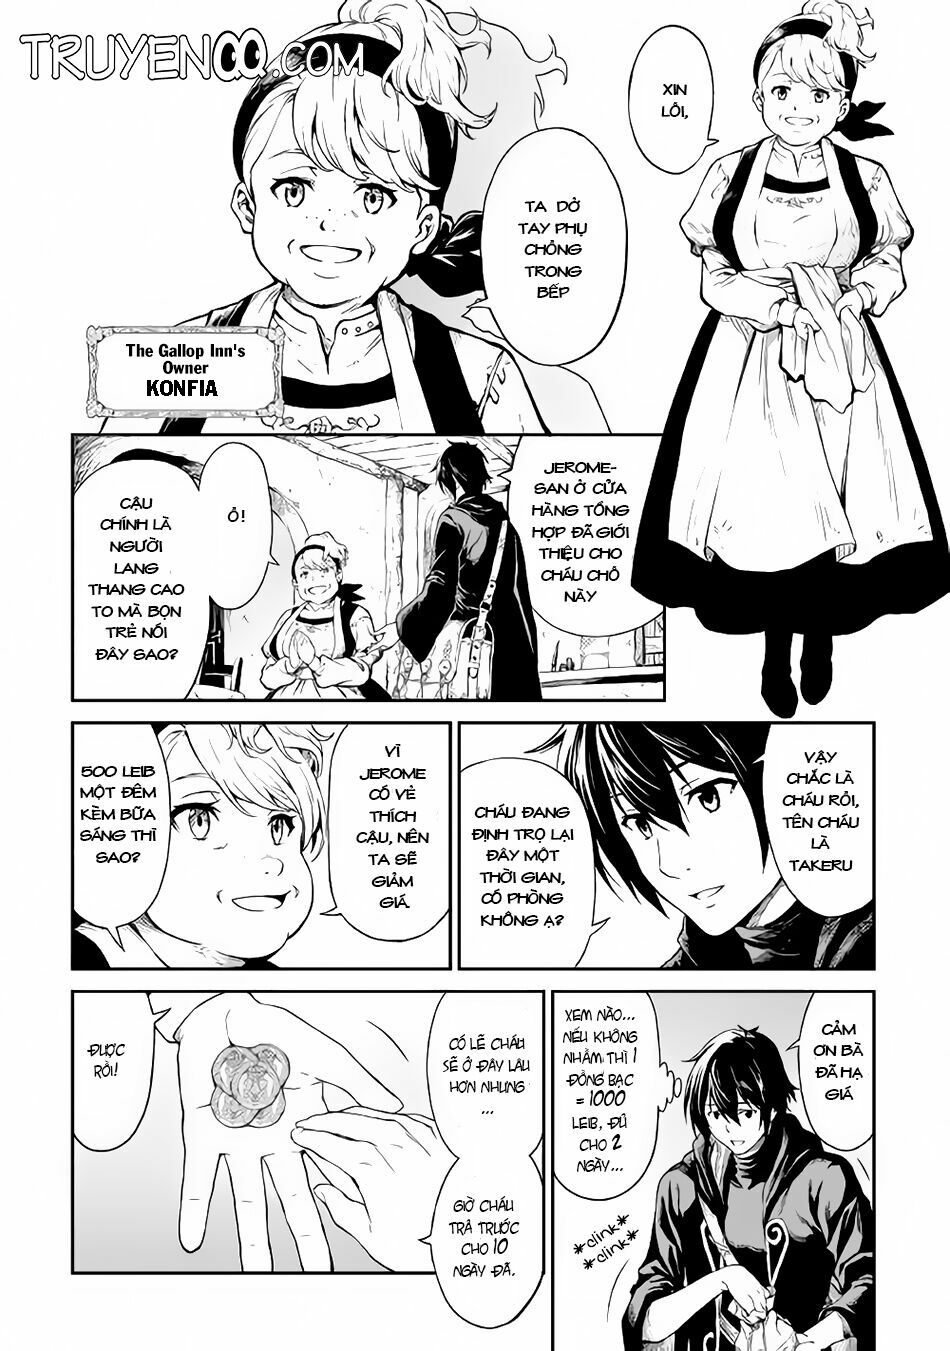 TRUYENQQ.COM
XIN
LỖI,
TA DỞ
TAY PHỤ
CHỒNG
TRONG
BẾP
The Gallop Inn's
Owner
KONFIA
JEROME-
SAN Ở CỬA
HÀNG TỔNG
HỢP ĐÃ GIỚI
THIỆU CHO
CHÁU CHỖ
NÀY
Ồ!
CẬU
CHÍNH LÀ
NGƯỜI
LANG
THANG CAO
TO MÀ BỌN
TRẺ NÓI
ĐÂY SAO?
VẬY
CHẮC LÀ
CHÁU RỒI,
TÊN CHÁU
LÀ
TAKERU
CHÁU ĐANG
ĐỊNH TRỌ LẠI
ĐÂY MỘT
THỜI GIAN,
CÓ PHÒNG
KHÔNG Ạ?
VÌ
JEROME
CÓ VẺ
THÍCH
CẬU, NÊN
TA SẼ
GIẢM
GIÁ.
500 LEIB
MỘT ĐÊM
KÈM BỮA
SÁNG THÌ
SAO?
CẢM
ƠN BÀ
ĐÃ HẠ
GIÁ
XEM NÀO...
NẾU KHÔNG
NHẦM THÌ 1
ĐỒNG BẠC
= 1000
LEIB, ĐỦ
CHO 2
NGÀY...
*clink*
*clink*
CÓ LẼ CHÁU
SẼ Ở ĐÂY LÂU
HƠN NHƯNG
...
GIỜ CHÁU
TRẢ TRƯỚC
CHO 10
NGÀY ĐÃ.
ĐƯỢC
RỒI!